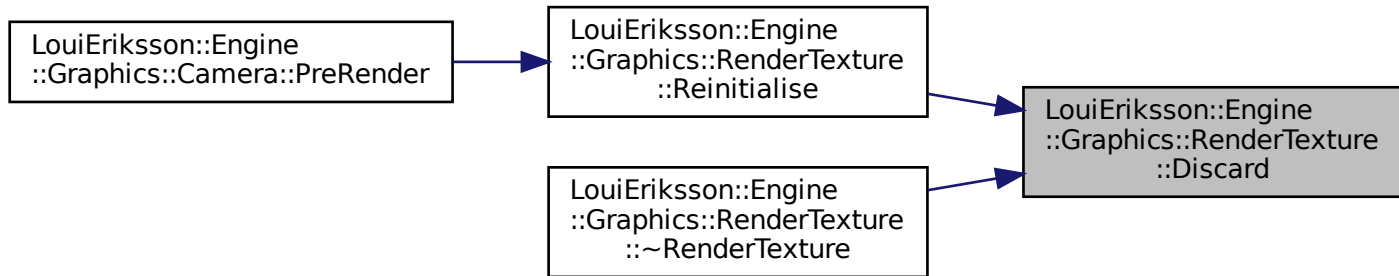 LouiEriksson::Engine
::Graphics::Camera::PreRender
LouiEriksson::Engine
::Graphics::RenderTexture
::Reinitialise
LouiEriksson::Engine
::Graphics::RenderTexture
::~RenderTexture
LouiEriksson::Engine
::Graphics::RenderTexture
::Discard